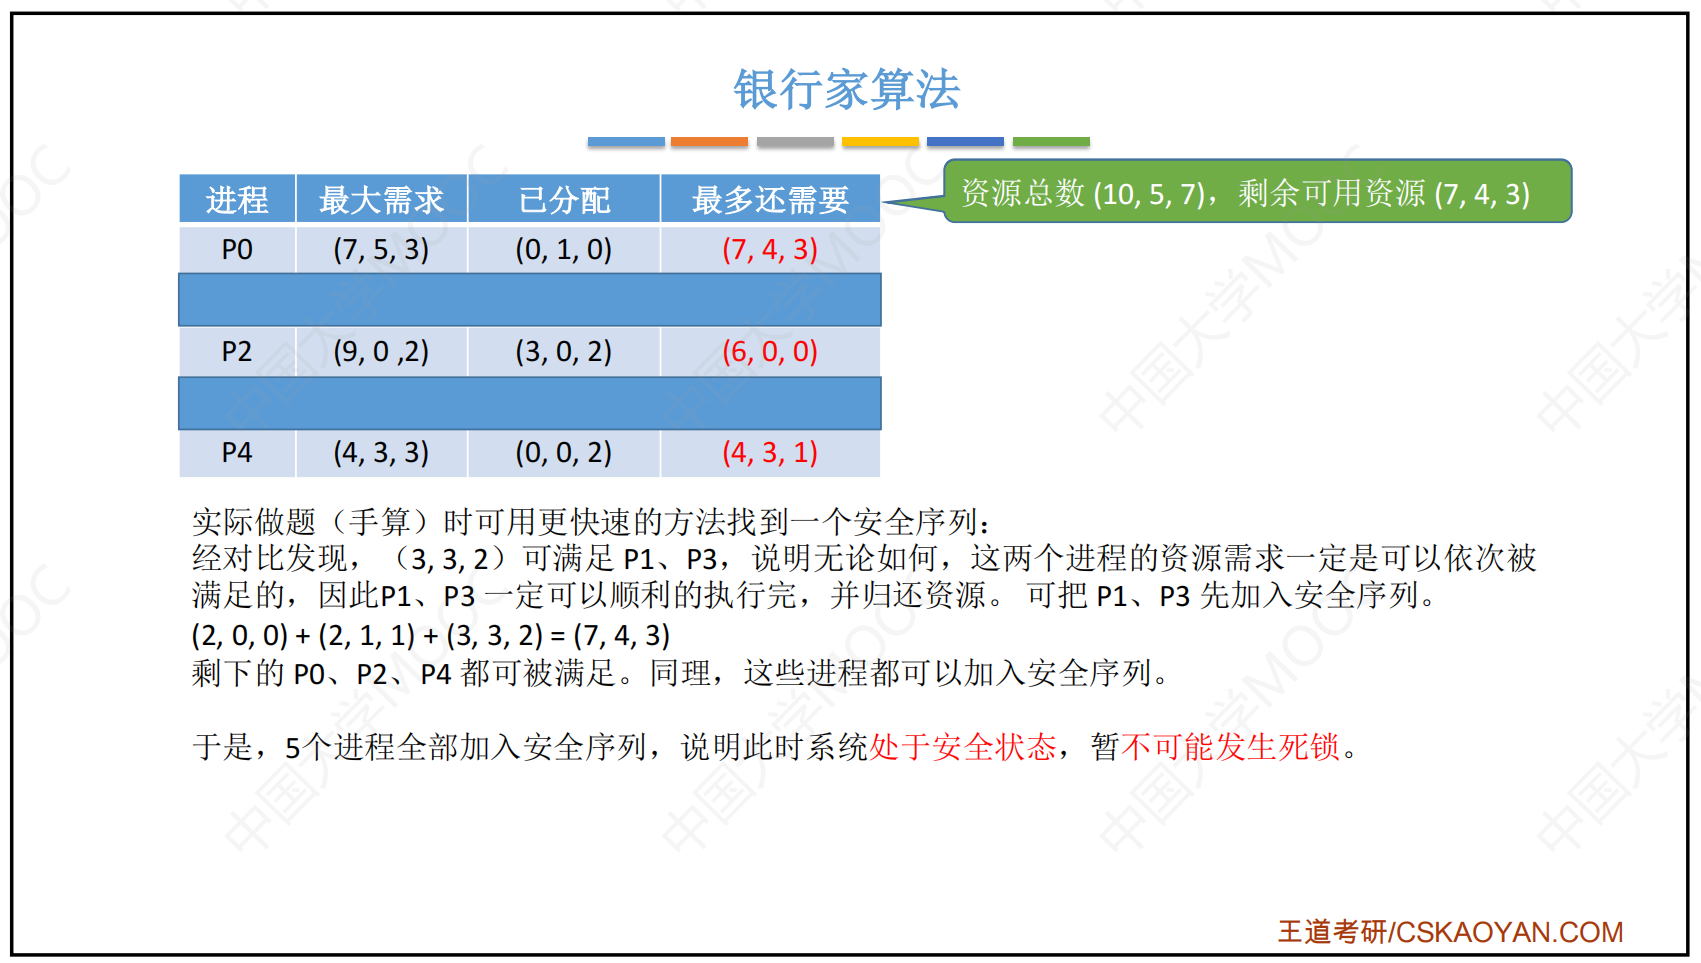 银行家算法
资源总数 (10, 5, 7)，剩余可用资源 (7, 4, 3)
进程 最大需求 已分配 最多还需要
P0 (7, 5, 3) (0, 1, 0) (7, 4, 3)
P2 (9, 0 ,2) (3, 0, 2) (6, 0, 0)
P4 (4, 3, 3) (0, 0, 2) (4, 3, 1)
实际做题（手算）时可用更快速的方法找到一个安全序列：
经对比发现，（3, 3, 2）可满足 P1、P3，说明无论如何，这两个进程的资源需求一定是可以依次被
满足的，因此P1、P3 一定可以顺利的执行完，并归还资源。 可把 P1、P3 先加入安全序列。
(2, 0, 0) + (2, 1, 1) + (3, 3, 2) = (7, 4, 3)
剩下的 P0、P2、P4 都可被满足。同理，这些进程都可以加入安全序列。
于是，5个进程全部加入安全序列，说明此时系统处于安全状态，暂不可能发生死锁。
王道考研/CSKAOYAN.COM
中国大学MOOC